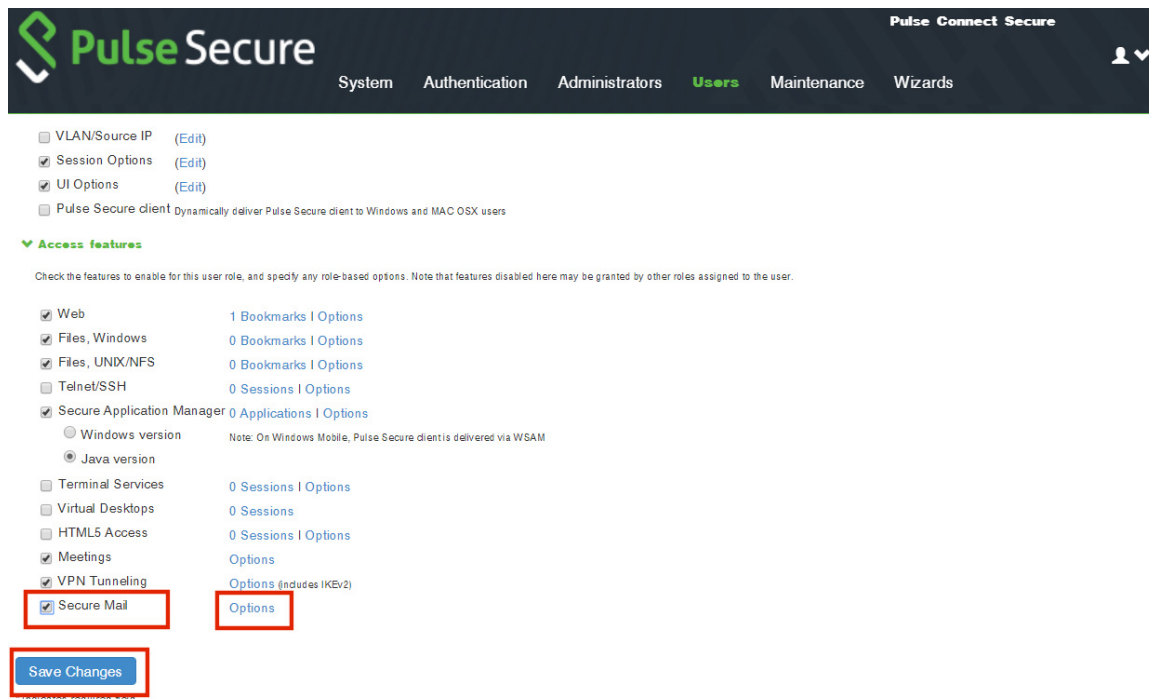 Pulse Connect Secure
Pulse Secure
System Authentication Administrators Users Maintenance Wizards
VLAN/Source IP (Edit)
Session Options (Edit)
UI Options (Edit)
Pulse Secure client Dynamically deliver Pulse Secure client to Windows and MAC OSX users
Access features
Check the features to enable for this user role, and specify any role-based options. Note that features disabled here may be granted by other roles assigned to the user.
Web 1 Bookmarks | Options
Files, Windows 0 Bookmarks | Options
Files, UNIX/NFS 0 Bookmarks | Options
Telnet/SSH 0 Sessions | Options
Secure Application Manager 0 Applications | Options
Windows version Note: On Windows Mobile, Pulse Secure client is delivered via WSAM
Java version
Terminal Services 0 Sessions | Options
Virtual Desktops 0 Sessions
HTML5 Access 0 Sessions | Options
Meetings Options
VPN Tunneling Options (includes IKEv2)
Secure Mail Options
Save Changes